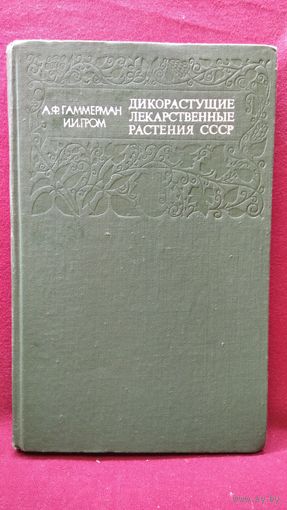 А.Ф. ГАММЕРМАН
И.И. ГРОМ
ДИКОРАСТУЩИЕ
ЛЕКАРСТВЕННЫЕ
РАСТЕНИЯ СССР